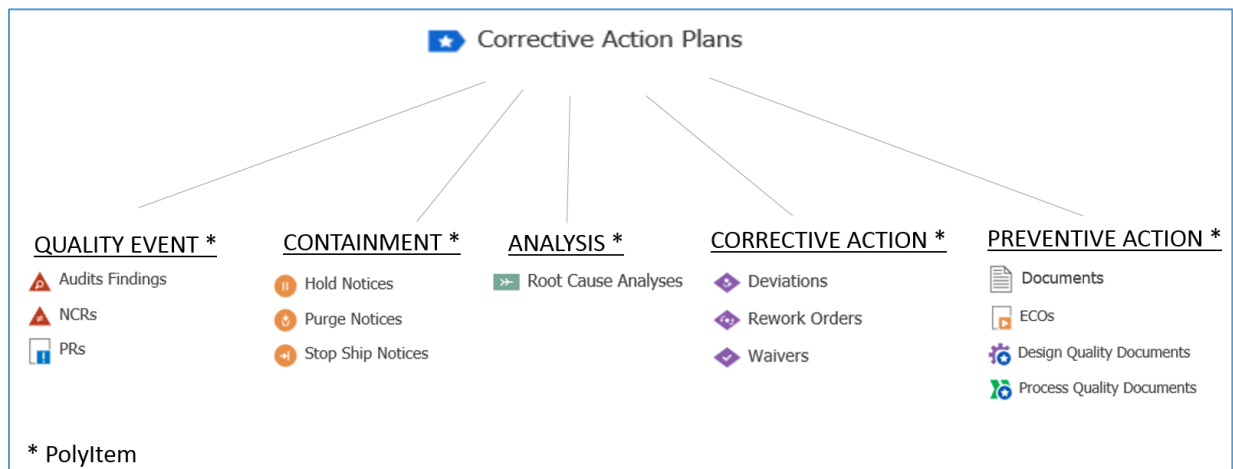 Corrective Action Plans
QUALITY EVENT *
Audits Findings
NCRs
PRs
CONTAINMENT *
Hold Notices
Purge Notices
Stop Ship Notices
ANALYSIS *
Root Cause Analyses
CORRECTIVE ACTION *
Deviations
Rework Orders
Waivers
PREVENTIVE ACTION *
Documents
ECOs
Design Quality Documents
Process Quality Documents
* PolyItem